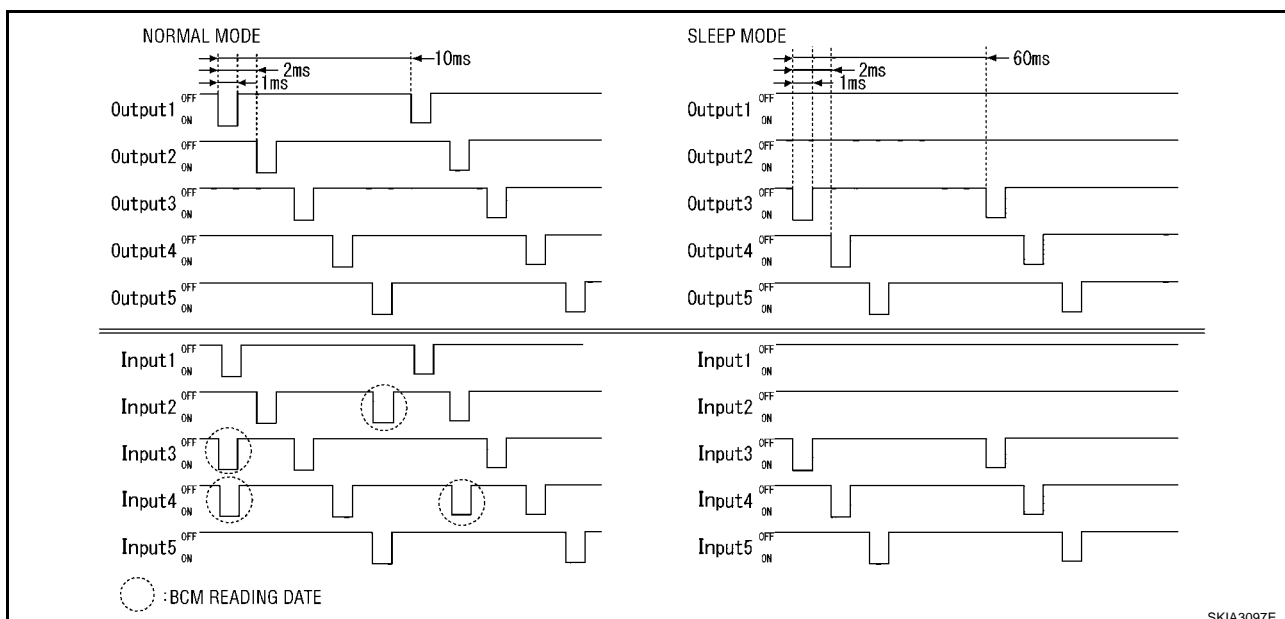 NORMAL MODE
10ms
2ms
1ms
Output1 OFF ON
Output2 OFF ON
Output3 OFF ON
Output4 OFF ON
Output5 OFF ON
SLEEP MODE
60ms
2ms
1ms
Output1 OFF ON
Output2 OFF ON
Output3 OFF ON
Output4 OFF ON
Output5 OFF ON
Input1 OFF ON
Input2 OFF ON
Input3 OFF ON
Input4 OFF ON
Input5 OFF ON
Input1 OFF ON
Input2 OFF ON
Input3 OFF ON
Input4 OFF ON
Input5 OFF ON
:BCM READING DATE
SKIA3097E